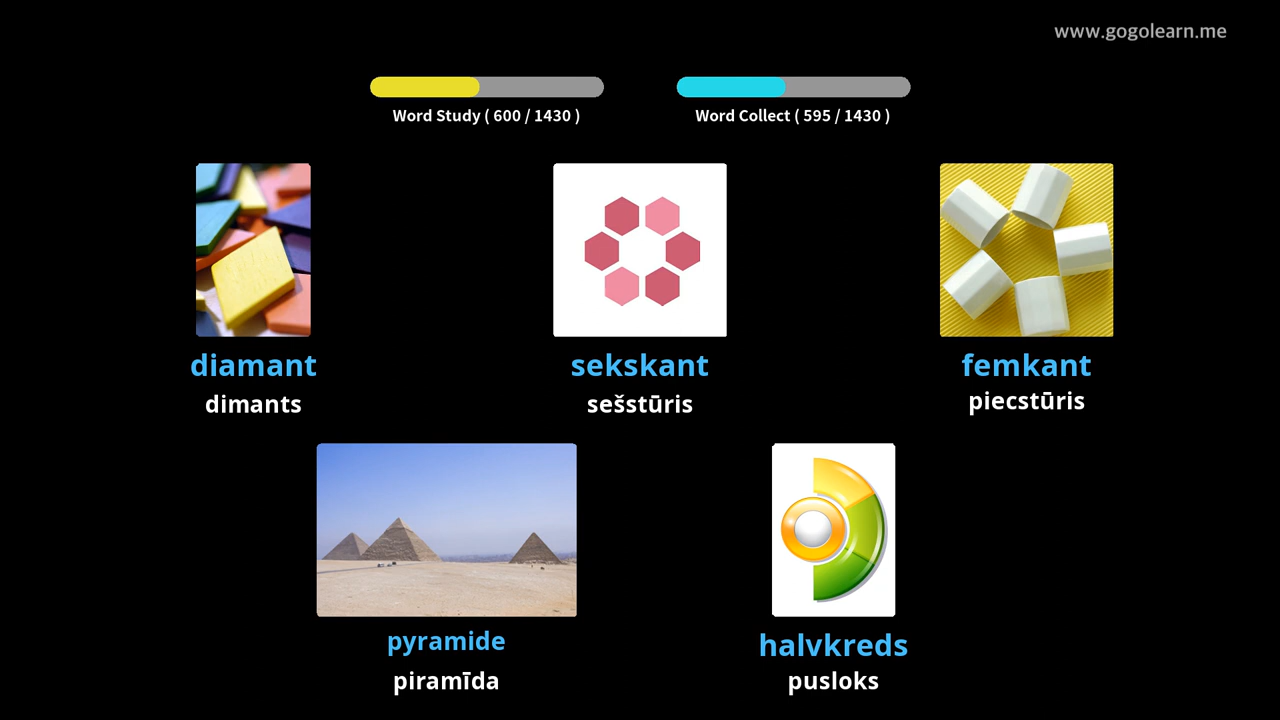 www.gogolearn.me
Word Study ( 600 / 1430 )
Word Collect ( 595 / 1430 )
diamant
dimants
sekskant
sešstūris
femkant
piecstūris
pyramide
piramīda
halvkreds
pusloks